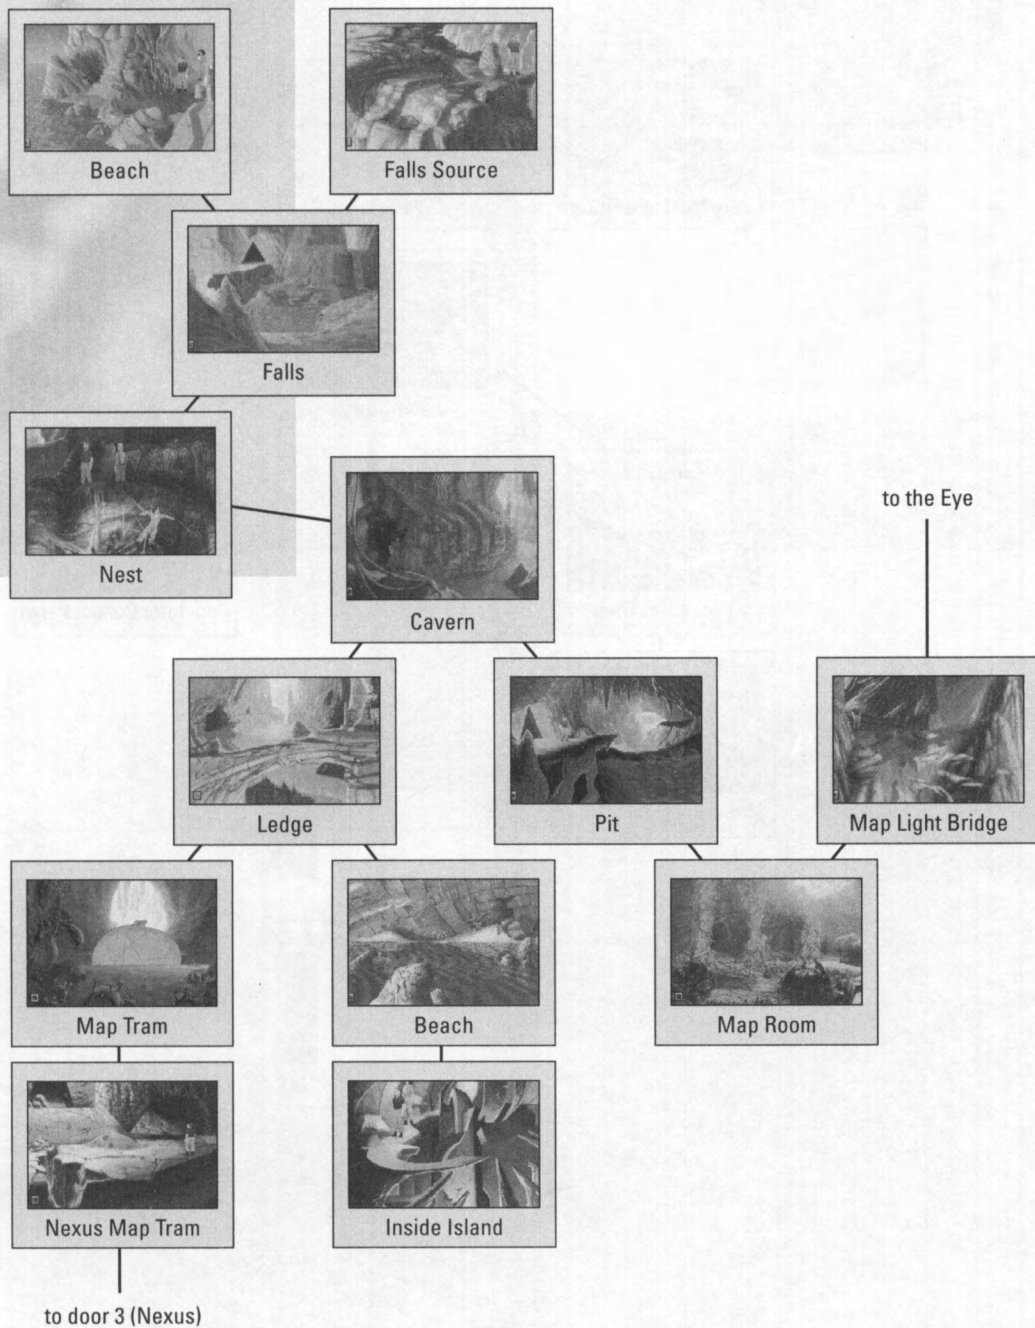 Beach
Falls Source
Falls
Nest
Cavern
to the Eye
Ledge
Pit
Map Light Bridge
Map Tram
Beach
Map Room
Nexus Map Tram
Inside Island
to door 3 (Nexus)